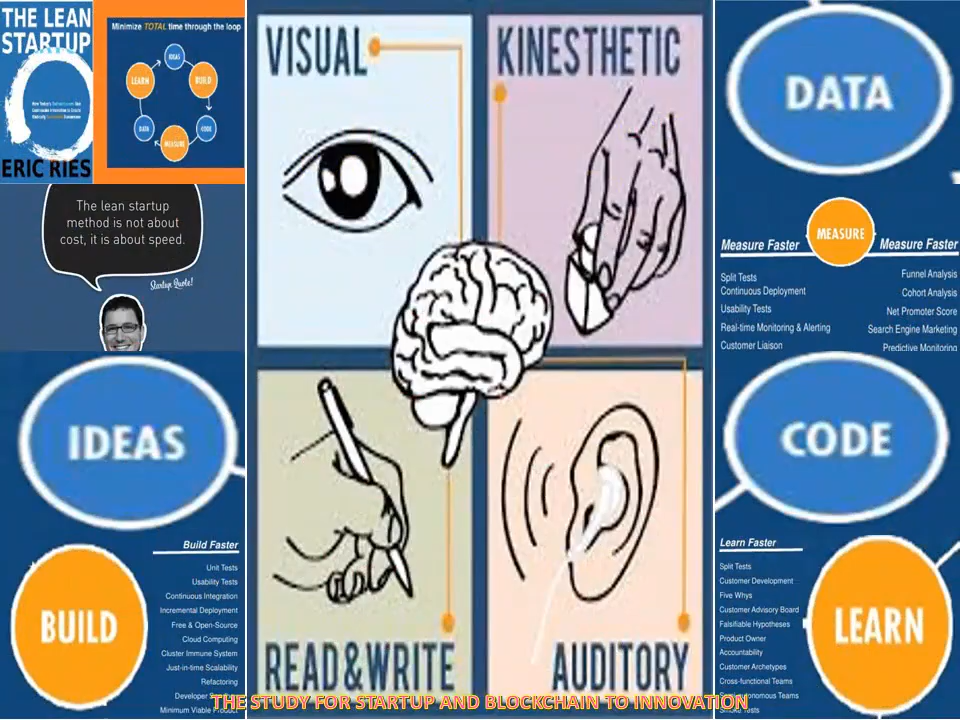 THE LEAN
STARTUP
ERIC RIES
Minimize TOTAL time through the loop
IDEAS
BUILD
CODE
MEASURE
DATA
LEARN
The lean startup
method is not about
cost, it is about speed.
Startup Quote!
IDEAS
Build Faster
Unit Tests
Usability Tests
Continuous Integration
Incremental Deployment
Free & Open-Source
Cloud Computing
Cluster Immune System
Just-in-time Scalability
Refactoring
Minimum Viable Product
BUILD
VISUAL
KINESTHETIC
READ&WRITE
AUDITORY
DATA
MEASURE
Measure Faster
Split Tests
Continuous Deployment
Usability Tests
Real-time Monitoring & Alerting
Customer Liaison
Measure Faster
Funnel Analysis
Cohort Analysis
Net Promoter Score
Search Engine Marketing
Predictive Monitoring
CODE
Learn Faster
Split Tests
Customer Development
Five Whys
Customer Advisory Board
Falsifiable Hypotheses
Product Owner
Accountability
Customer Archetypes
Cross-functional Teams
LEARN
THE STUDY FOR STARTUP AND BLOCKCHAIN TO INNOVATION